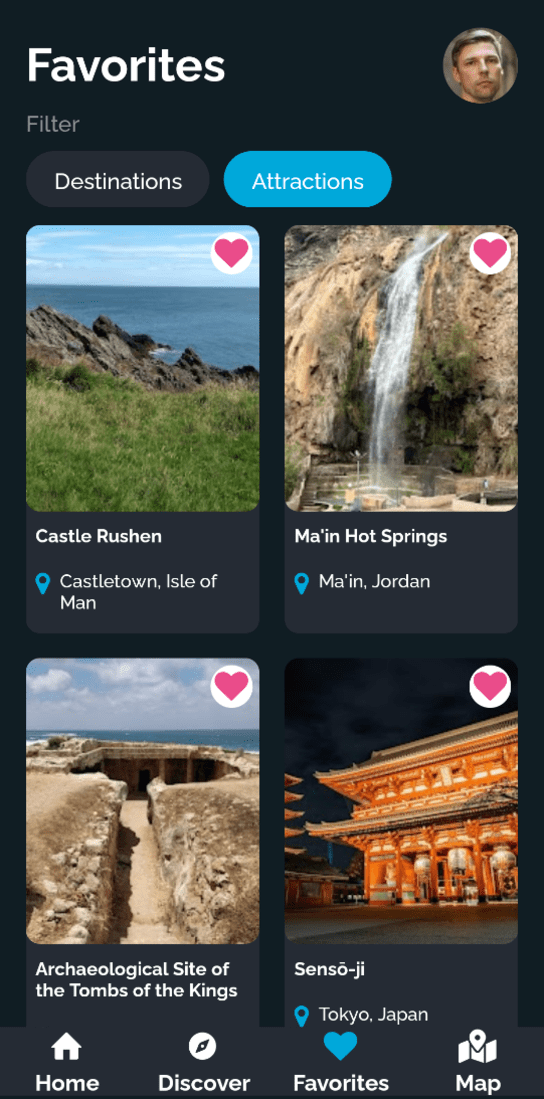 Favorites
Filter
Destinations
Attractions
Castle Rushen
Castletown, Isle of
Man
Ma'in Hot Springs
Ma'in, Jordan
Archaeological Site of
the Tombs of the Kings
Sensō-ji
Tokyo, Japan
Home
Discover
Favorites
Map